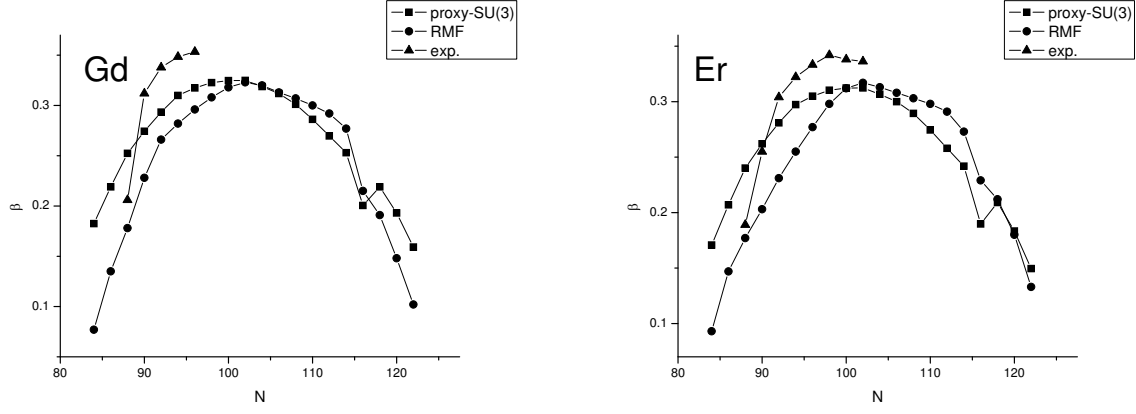 proxy-SU(3)
RMF
exp.
Gd
0.3
0.2
0.1
β
80
90
100
110
120
N
proxy-SU(3)
RMF
exp.
Er
0.3
0.2
0.1
β
80
90
100
110
120
N